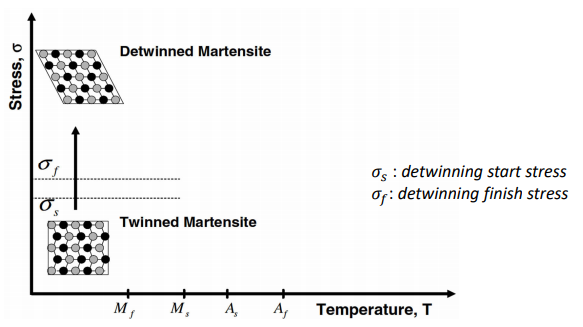 Stress, σ
Detwinned Martensite
σf
σs
σs : detwinning start stress
σf : detwinning finish stress
Twinned Martensite
Mf Ms As Af Temperature, T